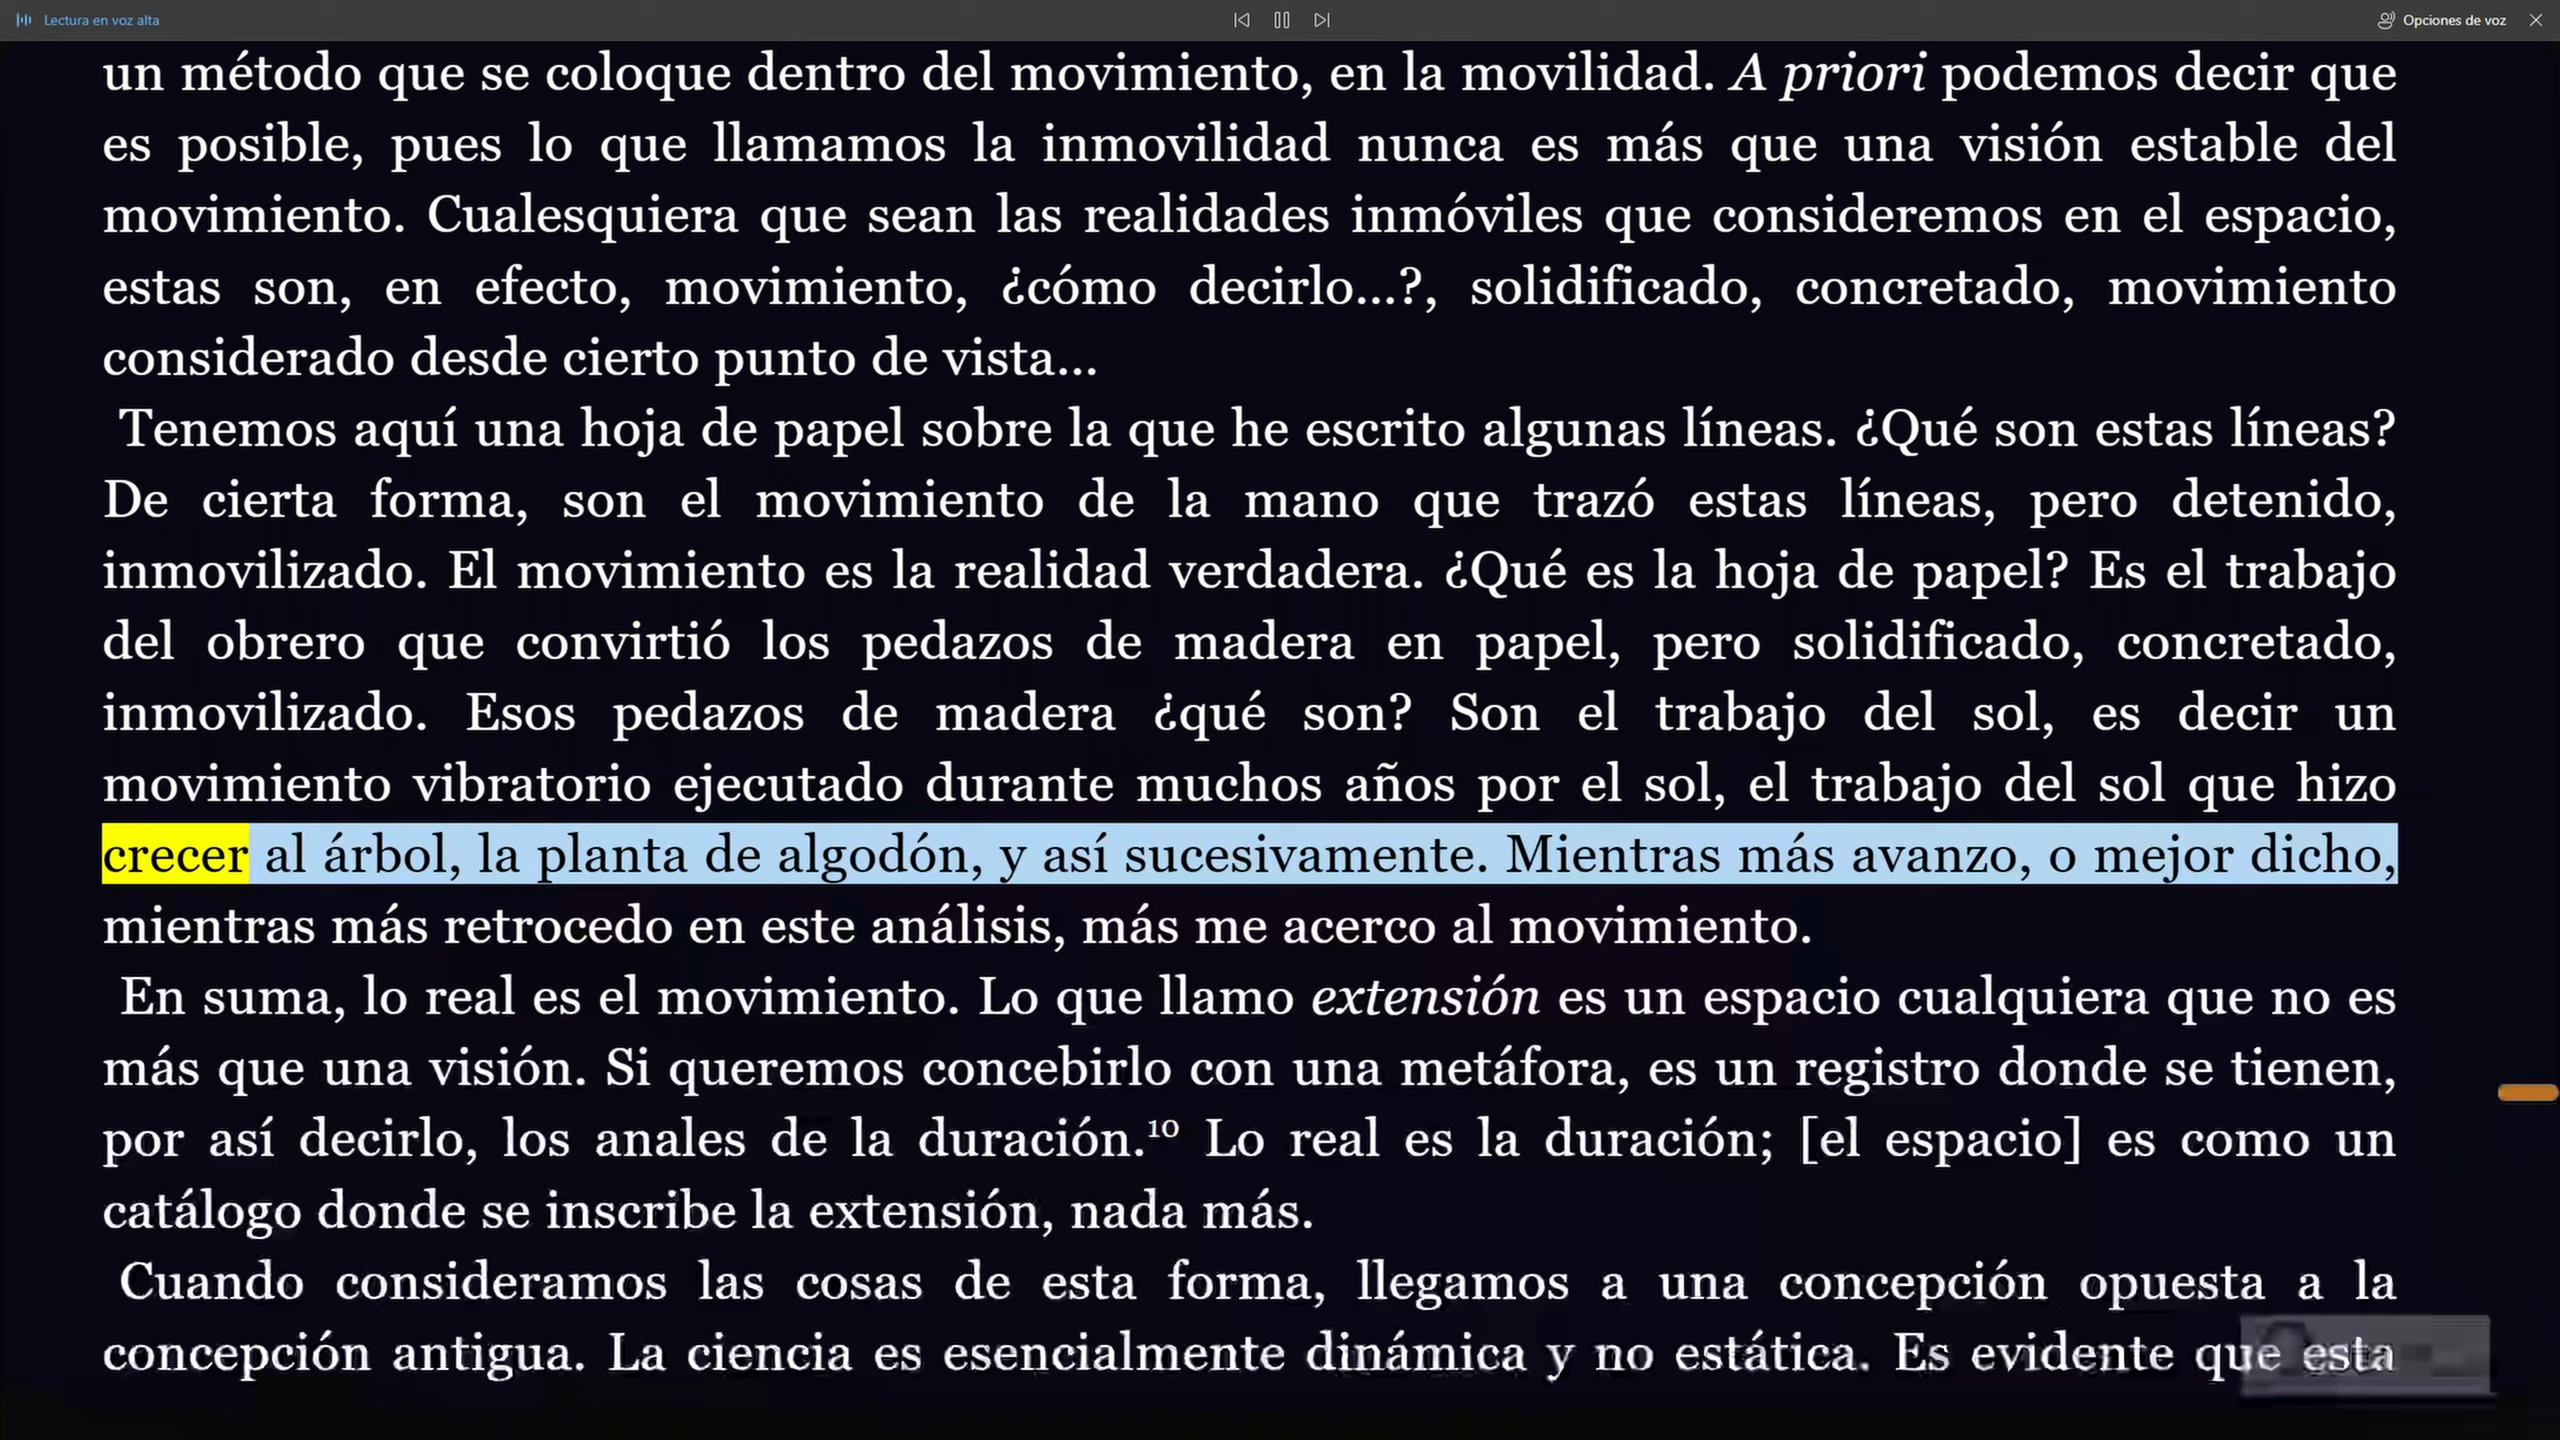 Lectura en voz alta
Opciones de voz
un método que se coloque dentro del movimiento, en la movilidad. A priori podemos decir que
es posible, pues lo que llamamos la inmovilidad nunca es más que una visión estable del
movimiento. Cualesquiera que sean las realidades inmóviles que consideremos en el espacio,
estas son, en efecto, movimiento, ¿cómo decirlo...?, solidificado, concretado, movimiento
considerado desde cierto punto de vista...
Tenemos aquí una hoja de papel sobre la que he escrito algunas líneas. ¿Qué son estas líneas?
De cierta forma, son el movimiento de la mano que trazó estas líneas, pero detenido,
inmovilizado. El movimiento es la realidad verdadera. ¿Qué es la hoja de papel? Es el trabajo
del obrero que convirtió los pedazos de madera en papel, pero solidificado, concretado,
inmovilizado. Esos pedazos de madera ¿qué son? Son el trabajo del sol, es decir un
movimiento vibratorio ejecutado durante muchos años por el sol, el trabajo del sol que hizo
crecer al árbol, la planta de algodón, y así sucesivamente. Mientras más avanzo, o mejor dicho,
mientras más retrocedo en este análisis, más me acerco al movimiento.
En suma, lo real es el movimiento. Lo que llamo extensión es un espacio cualquiera que no es
más que una visión. Si queremos concebirlo con una metáfora, es un registro donde se tienen,
por así decirlo, los anales de la duración.¹⁰ Lo real es la duración; [el espacio] es como un
catálogo donde se inscribe la extensión, nada más.
Cuando consideramos las cosas de esta forma, llegamos a una concepción opuesta a la
concepción antigua. La ciencia es esencialmente dinámica y no estática. Es evidente que esta